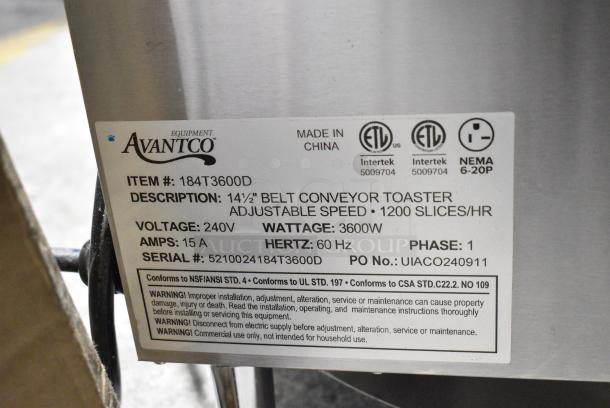 EQUIPMENT
AVANTCO
MADE IN
CHINA
ETL US
Intertek
5009704
ETL
Intertek
5009704
NEMA
6-20P
ITEM #: 184T3600D
DESCRIPTION: 14½" BELT CONVEYOR TOASTER
ADJUSTABLE SPEED • 1200 SLICES/HR
VOLTAGE: 240V WATTAGE: 3600W
AMPS: 15 A HERTZ: 60 Hz PHASE: 1
SERIAL #: 5210024184T3600D PO No.: UIACO240911
Conforms to NSF/ANSI STD. 4 • Conforms to UL STD. 197 • Conforms to CSA STD.C22.2. NO 109
WARNING! Improper installation, adjustment, alteration, service or maintenance can cause property
damage, injury or death. Read the installation, operating, and maintenance instructions thoroughly
before installing or servicing this equipment.
WARNING! Disconnect from electric supply before adjustment, alteration, service or maintenance.
WARNING! Commercial use only, not intended for household use.